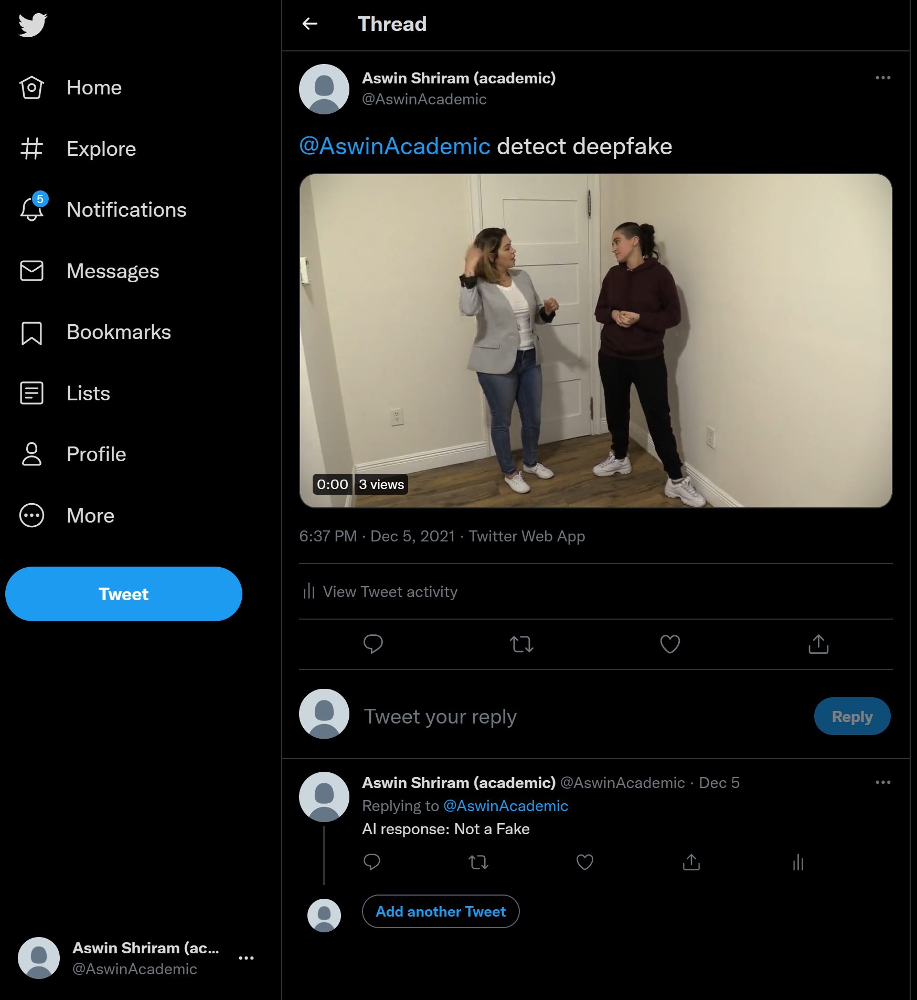 Home
Explore
5
Notifications
Messages
Bookmarks
Lists
Profile
More
Tweet
Aswin Shriram (ac...
@AswinAcademic
Thread
Aswin Shriram (academic)
@AswinAcademic
@AswinAcademic detect deepfake
0:00 3 views
6:37 PM · Dec 5, 2021 · Twitter Web App
View Tweet activity
Tweet your reply
Reply
Aswin Shriram (academic) @AswinAcademic · Dec 5
Replying to @AswinAcademic
AI response: Not a Fake
Add another Tweet